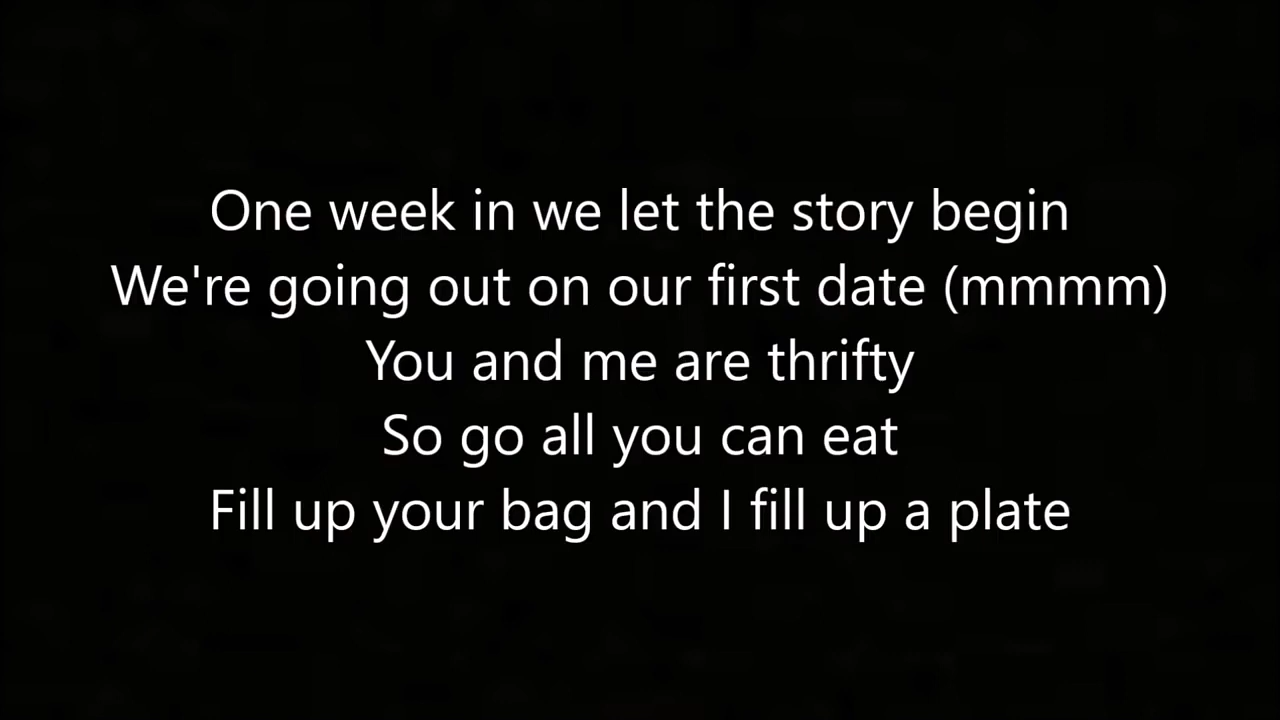 One week in we let the story begin
We're going out on our first date (mmmm)
You and me are thrifty
So go all you can eat
Fill up your bag and I fill up a plate